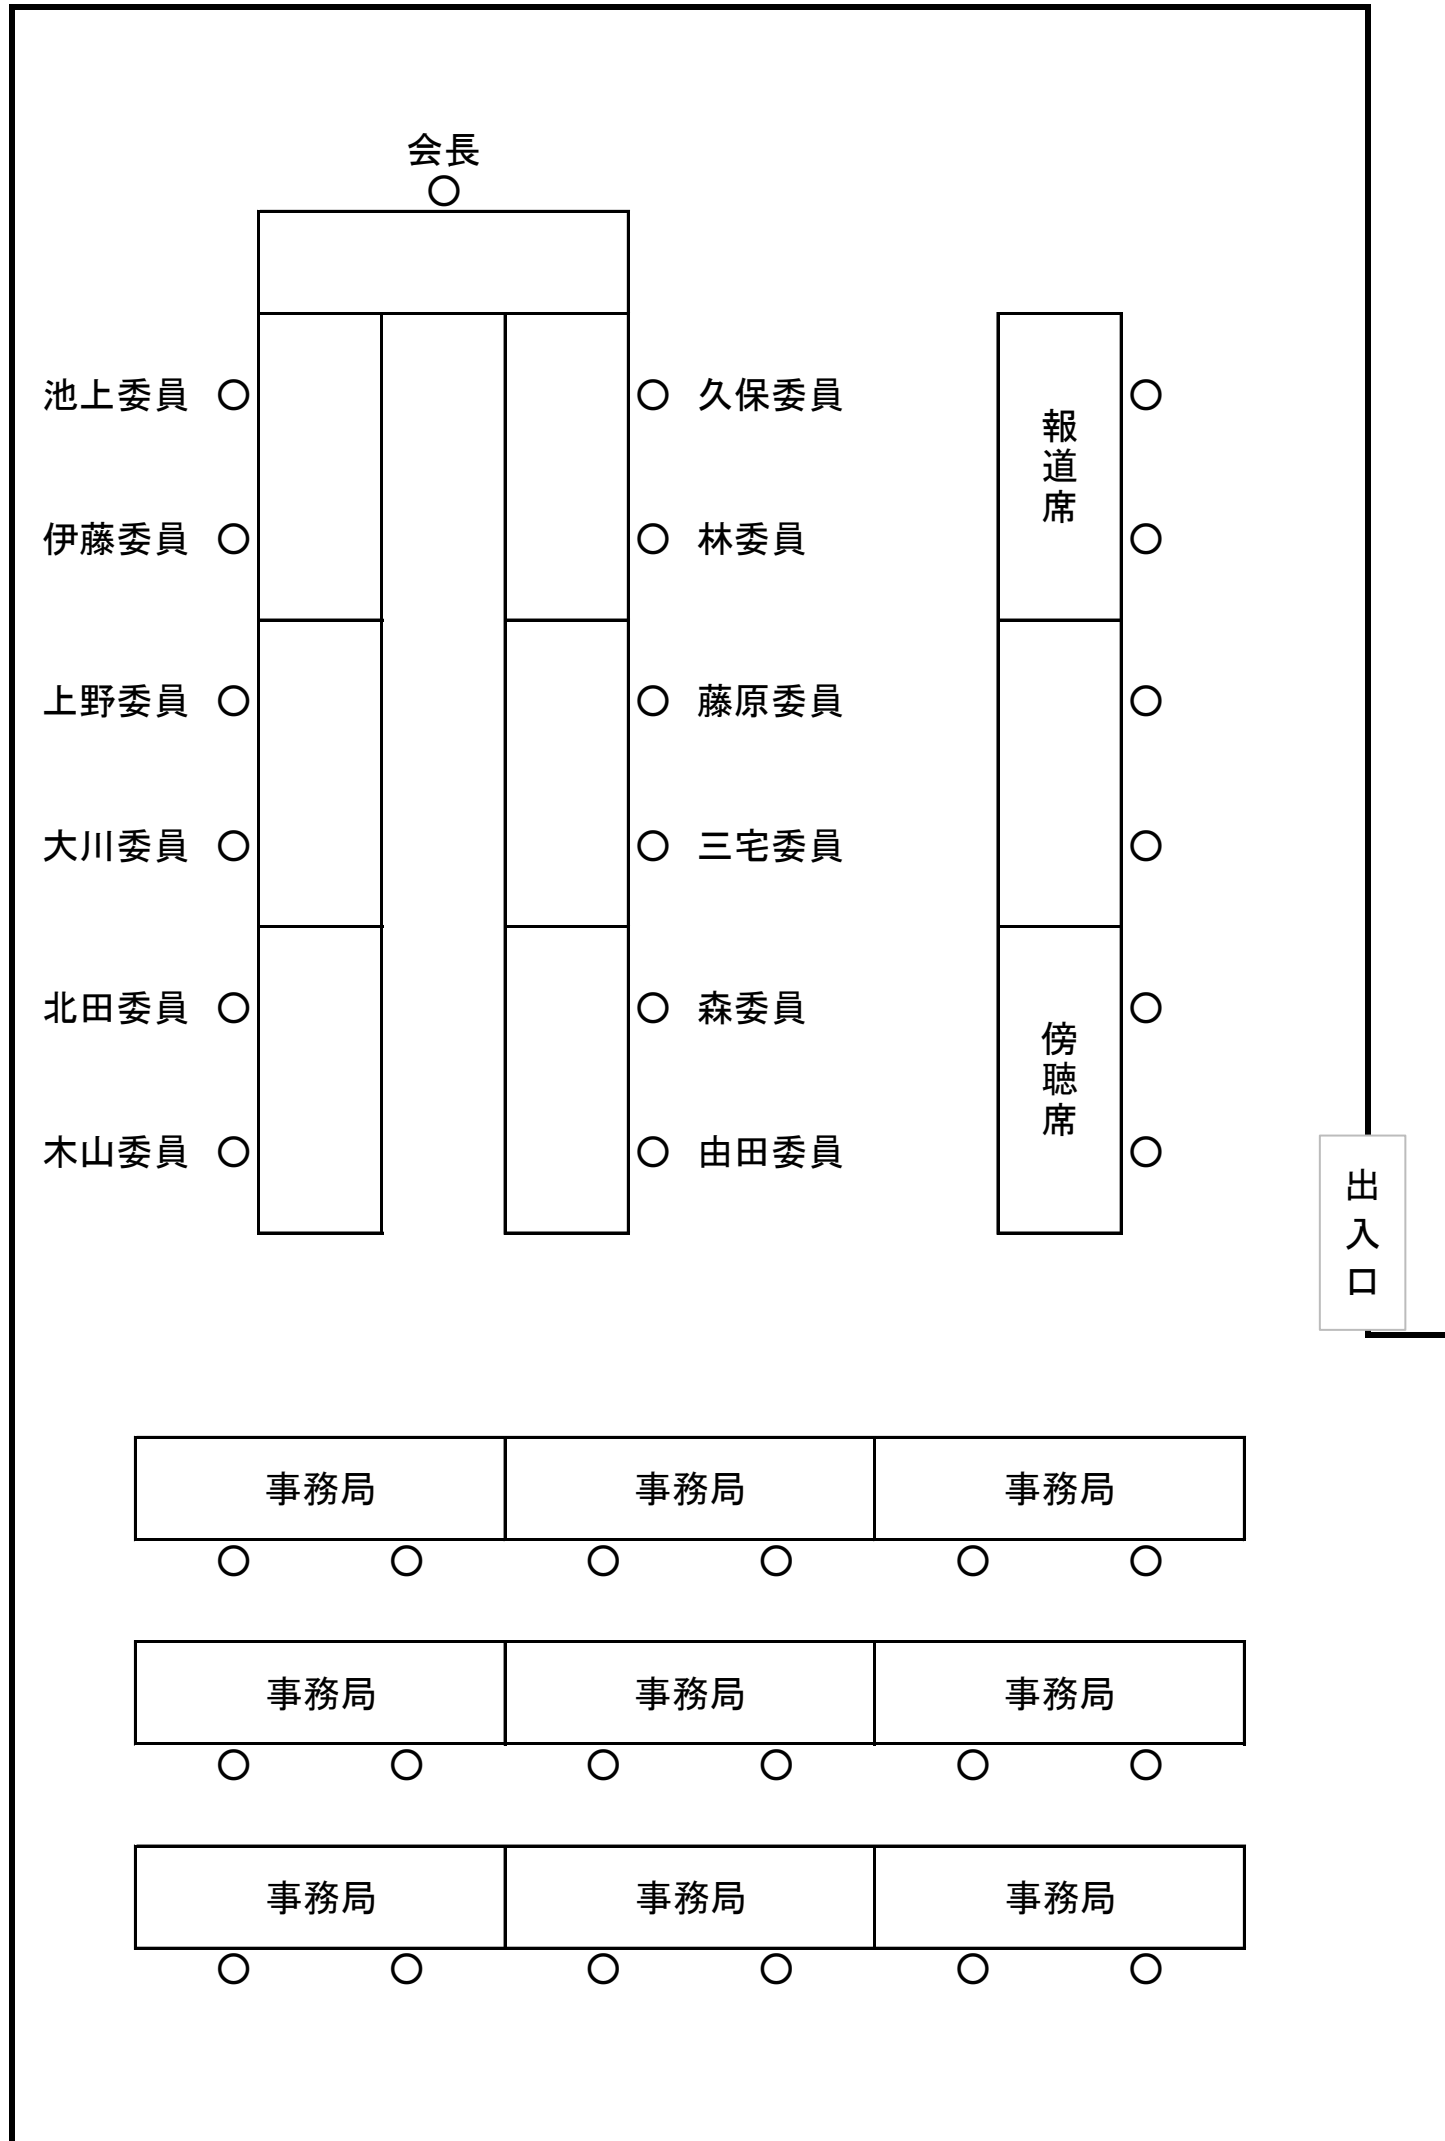 会長
池上委員
久保委員
伊藤委員
林委員
上野委員
藤原委員
大川委員
三宅委員
北田委員
森委員
木山委員
由田委員
報道席
傍聴席
出入口
事務局
事務局
事務局
事務局
事務局
事務局
事務局
事務局
事務局